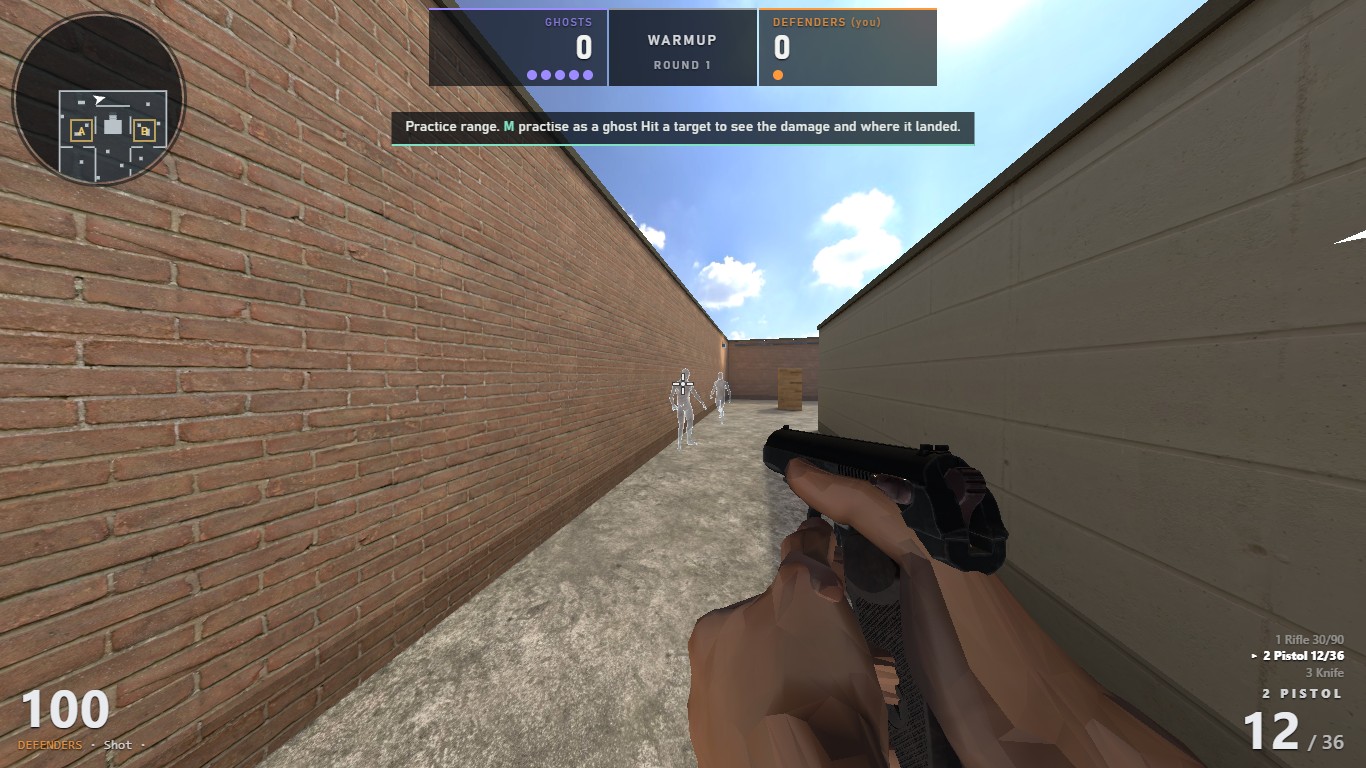 GHOSTS
0
WARMUP
ROUND 1
DEFENDERS (you)
0
Practice range. M practise as a ghost Hit a target to see the damage and where it landed.
A
B
1 Rifle 30/90
▸ 2 Pistol 12/36
3 Knife
2 PISTOL
12 / 36
100
DEFENDERS · Shot ·